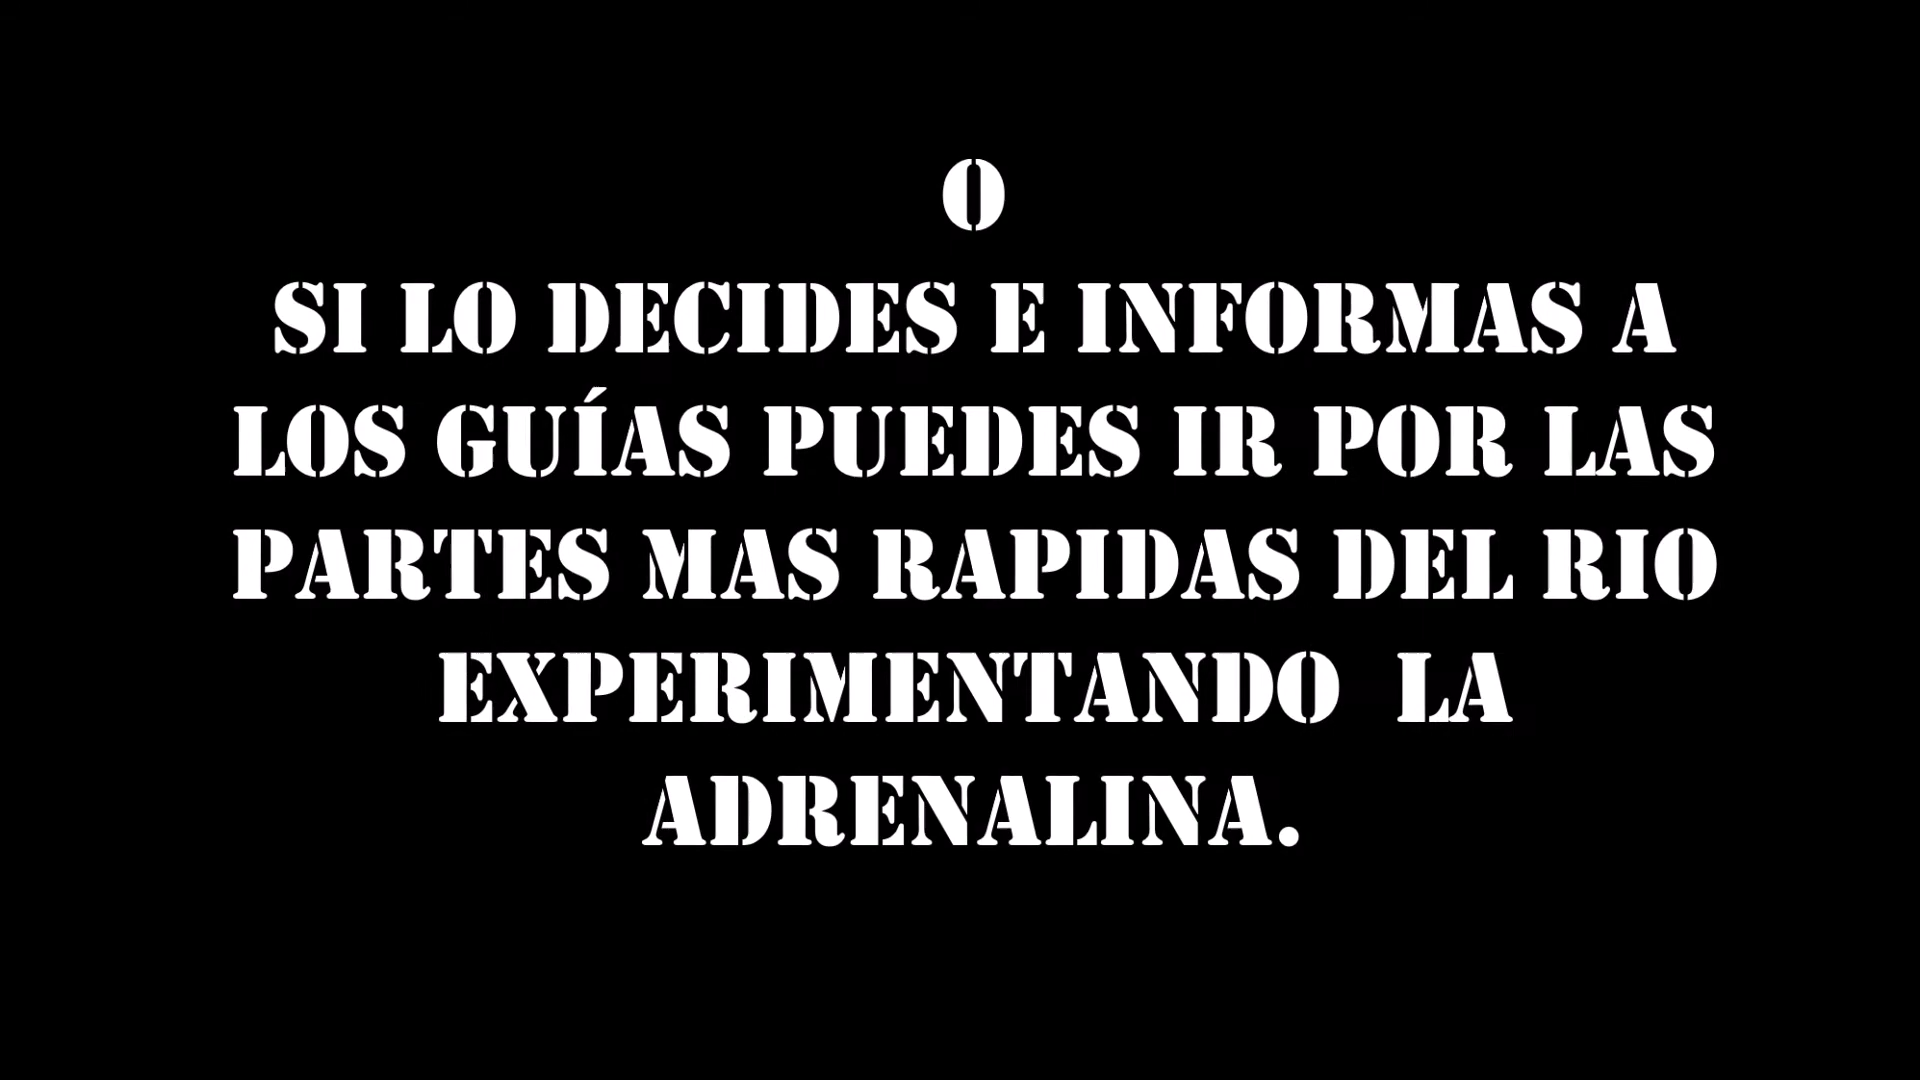 O
SI LO DECIDES E INFORMAS A
LOS GUÍAS PUEDES IR POR LAS
PARTES MAS RAPIDAS DEL RIO
EXPERIMENTANDO  LA
ADRENALINA.